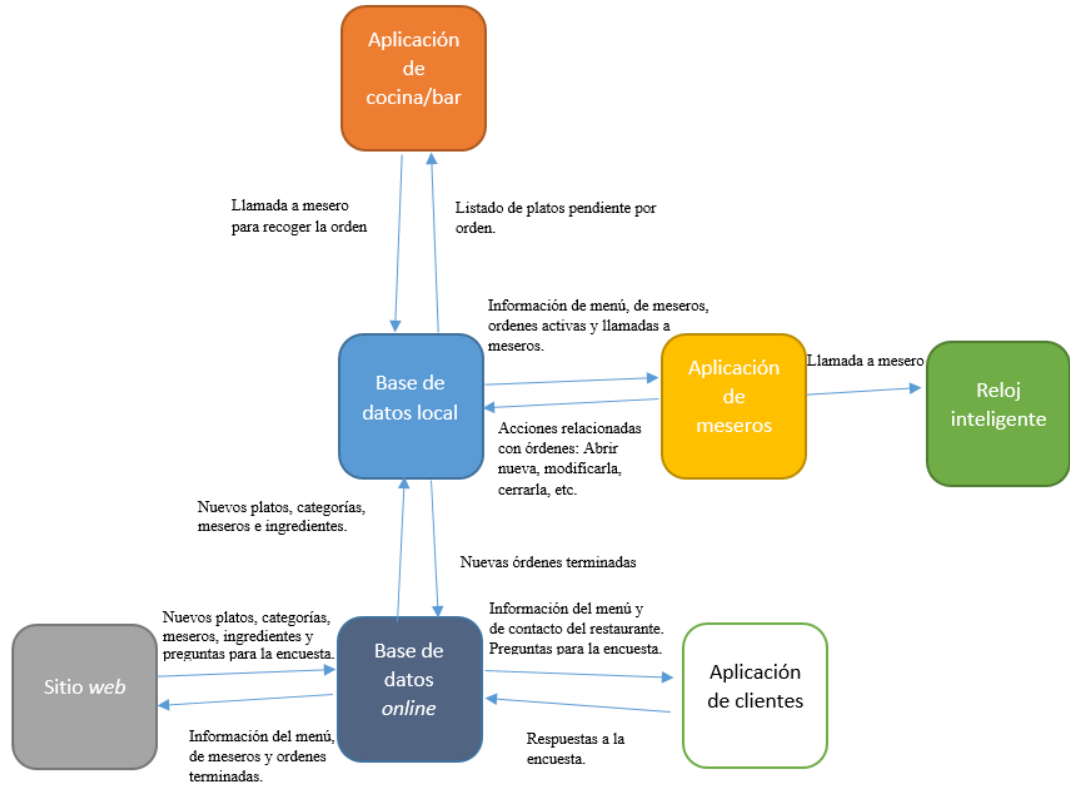 Aplicación
de
cocina/bar
Llamada a mesero
para recoger la orden
Listado de platos pendiente por
orden.
Información de menú, de meseros,
ordenes activas y llamadas a
meseros.
Base de
datos local
Aplicación
de
meseros
Llamada a mesero
Reloj
inteligente
Acciones relacionadas
con órdenes: Abrir
nueva, modificarla,
cerrarla, etc.
Nuevos platos, categorías,
meseros e ingredientes.
Nuevas órdenes terminadas
Nuevos platos, categorías,
meseros, ingredientes y
preguntas para la encuesta.
Información del menú y
de contacto del restaurante.
Preguntas para la encuesta.
Sitio web
Base de
datos
online
Aplicación
de clientes
Información del menú,
de meseros y ordenes
terminadas.
Respuestas a la
encuesta.